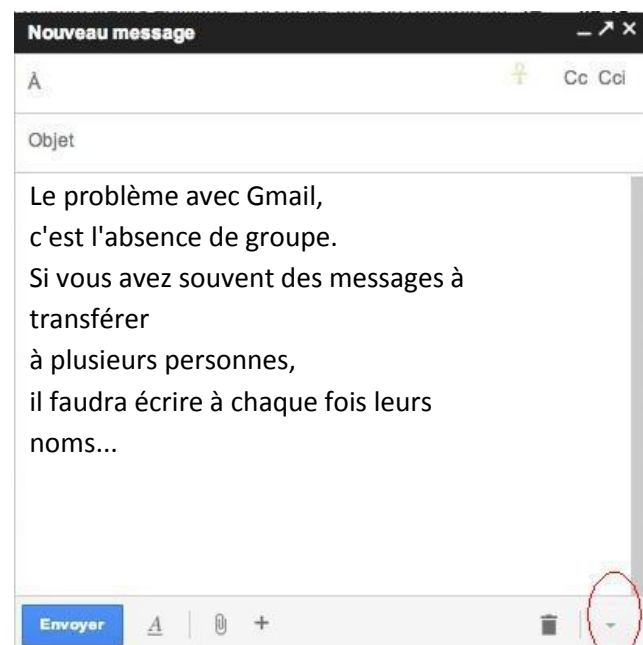 Nouveau message
À Cc Cci
Objet
Le problème avec Gmail,
c'est l'absence de groupe.
Si vous avez souvent des messages à
transférer
à plusieurs personnes,
il faudra écrire à chaque fois leurs
noms...
Envoyer A